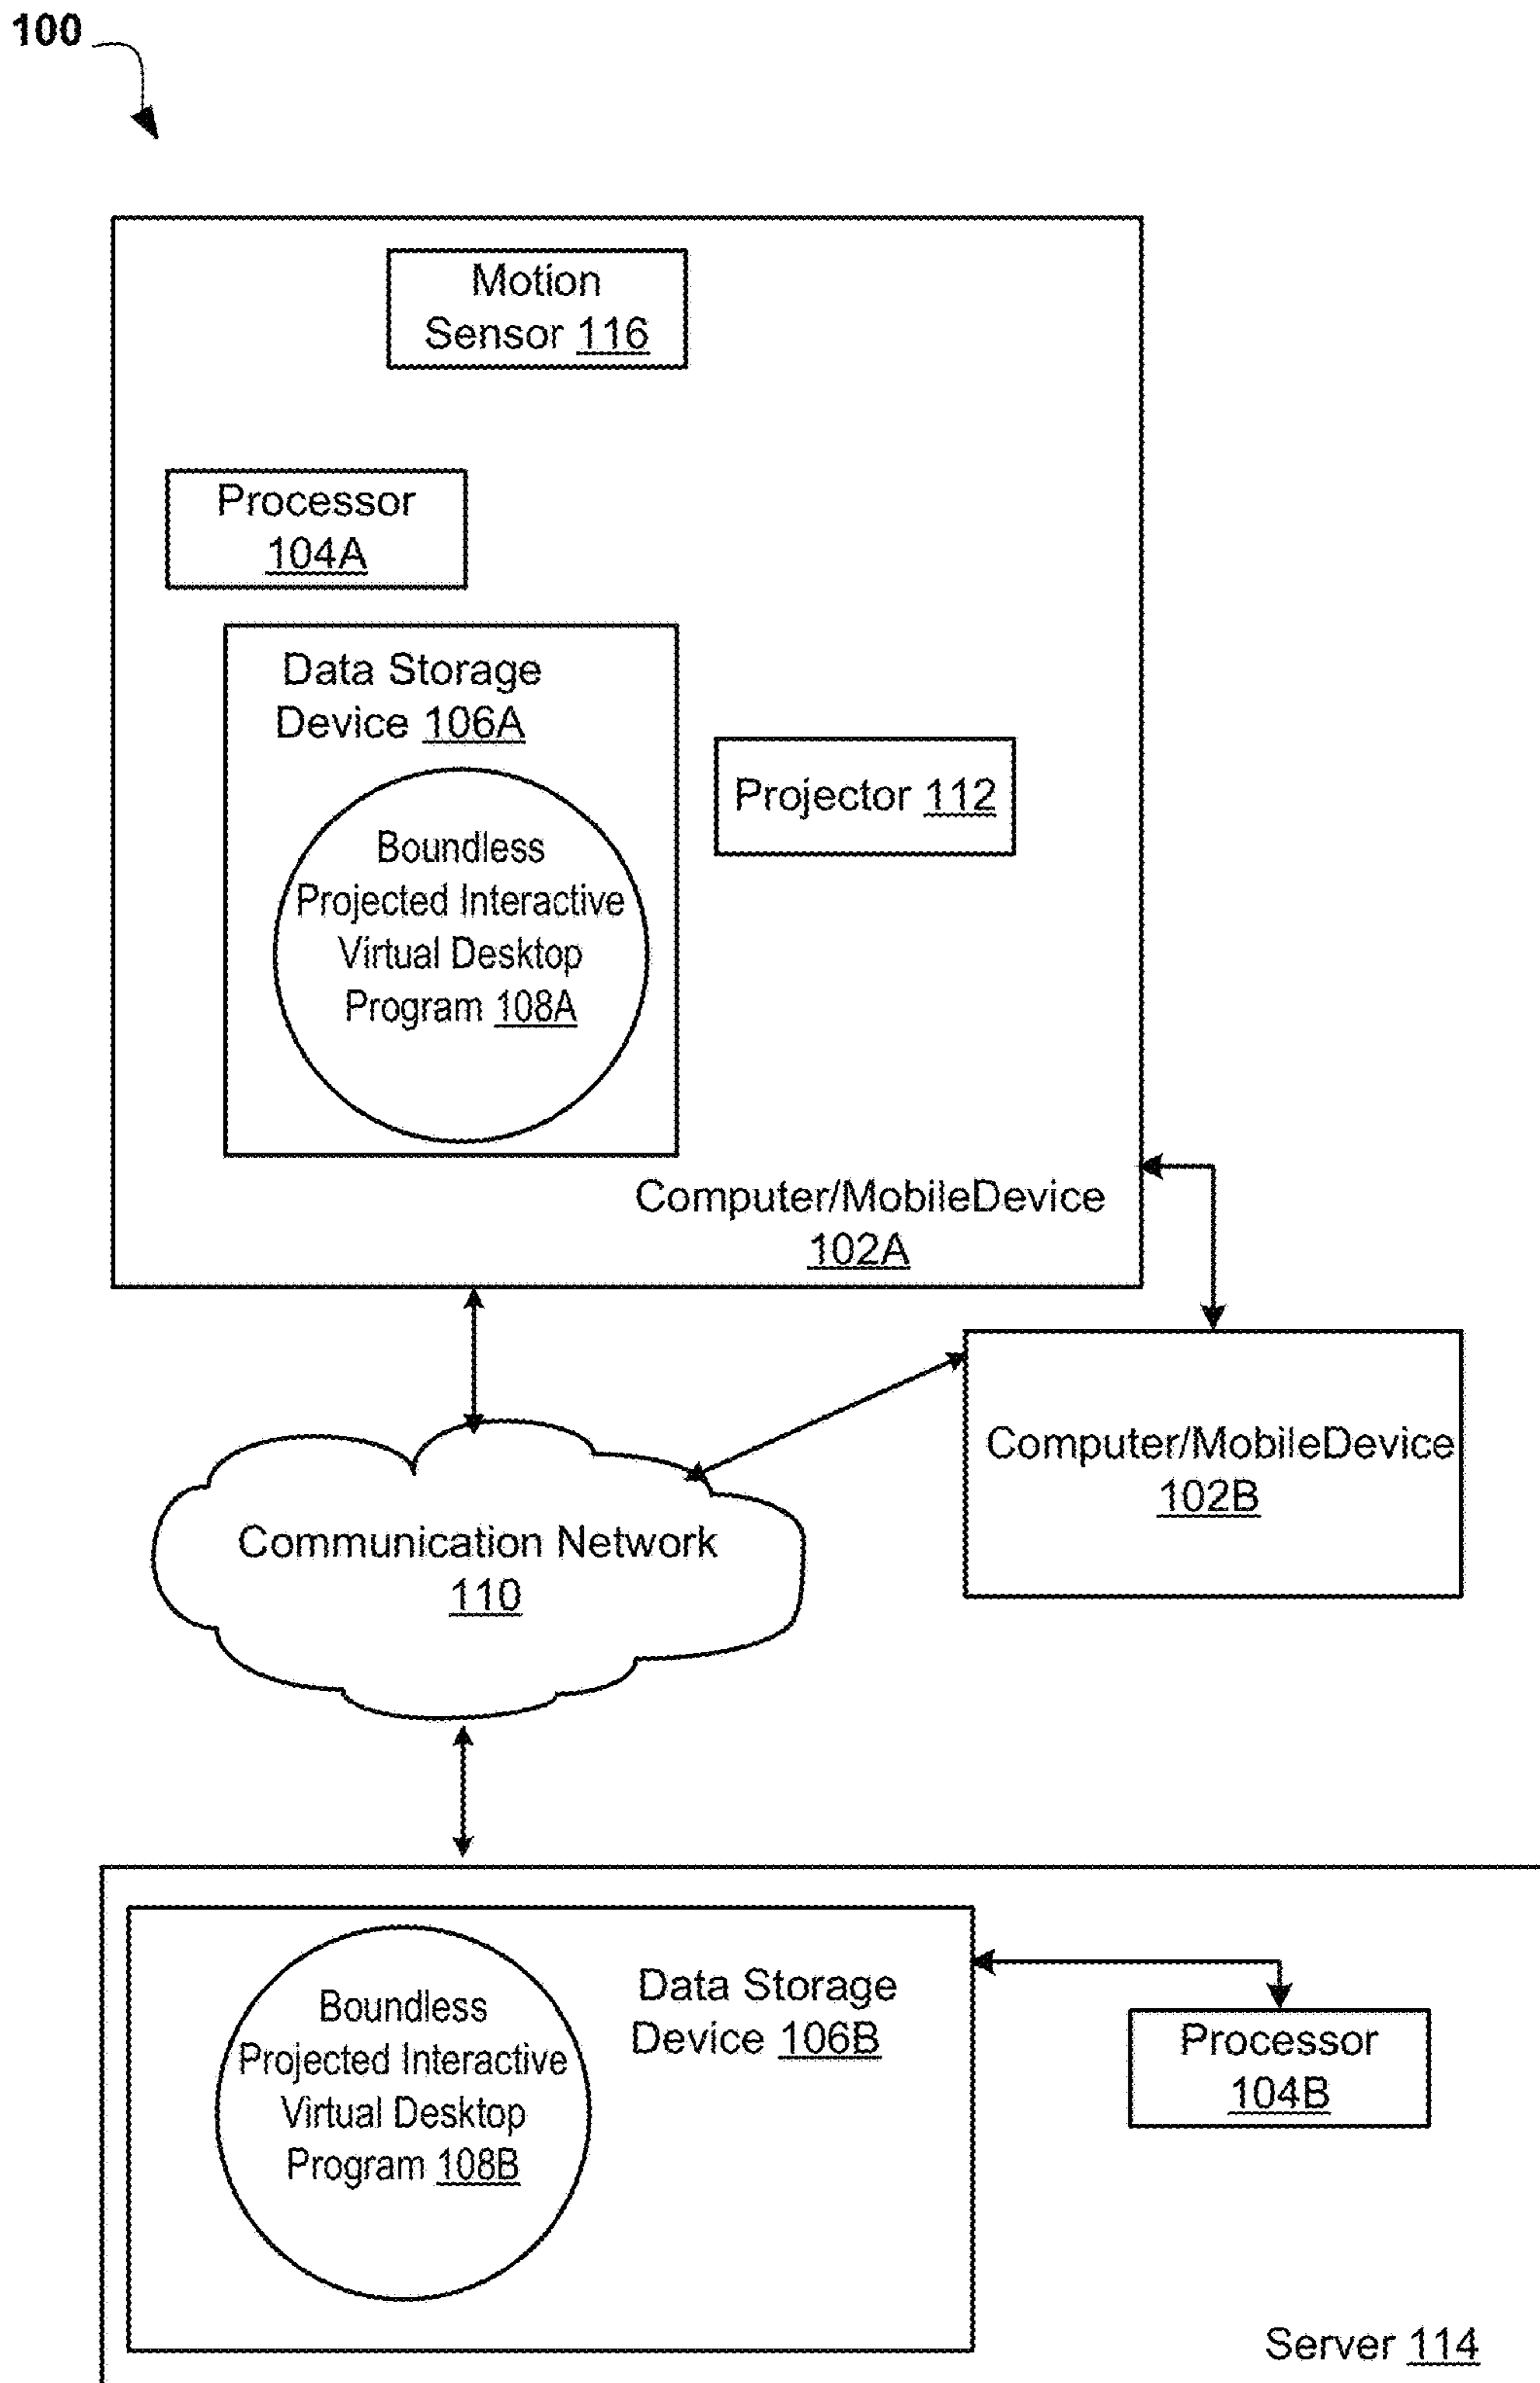 100
Motion
Sensor 116
Processor
104A
Data Storage
Device 106A
Boundless
Projected Interactive
Virtual Desktop
Program 108A
Projector 112
Computer/MobileDevice
102A
Computer/MobileDevice
102B
Communication Network
110
Boundless
Projected Interactive
Virtual Desktop
Program 108B
Data Storage
Device 106B
Processor
104B
Server 114